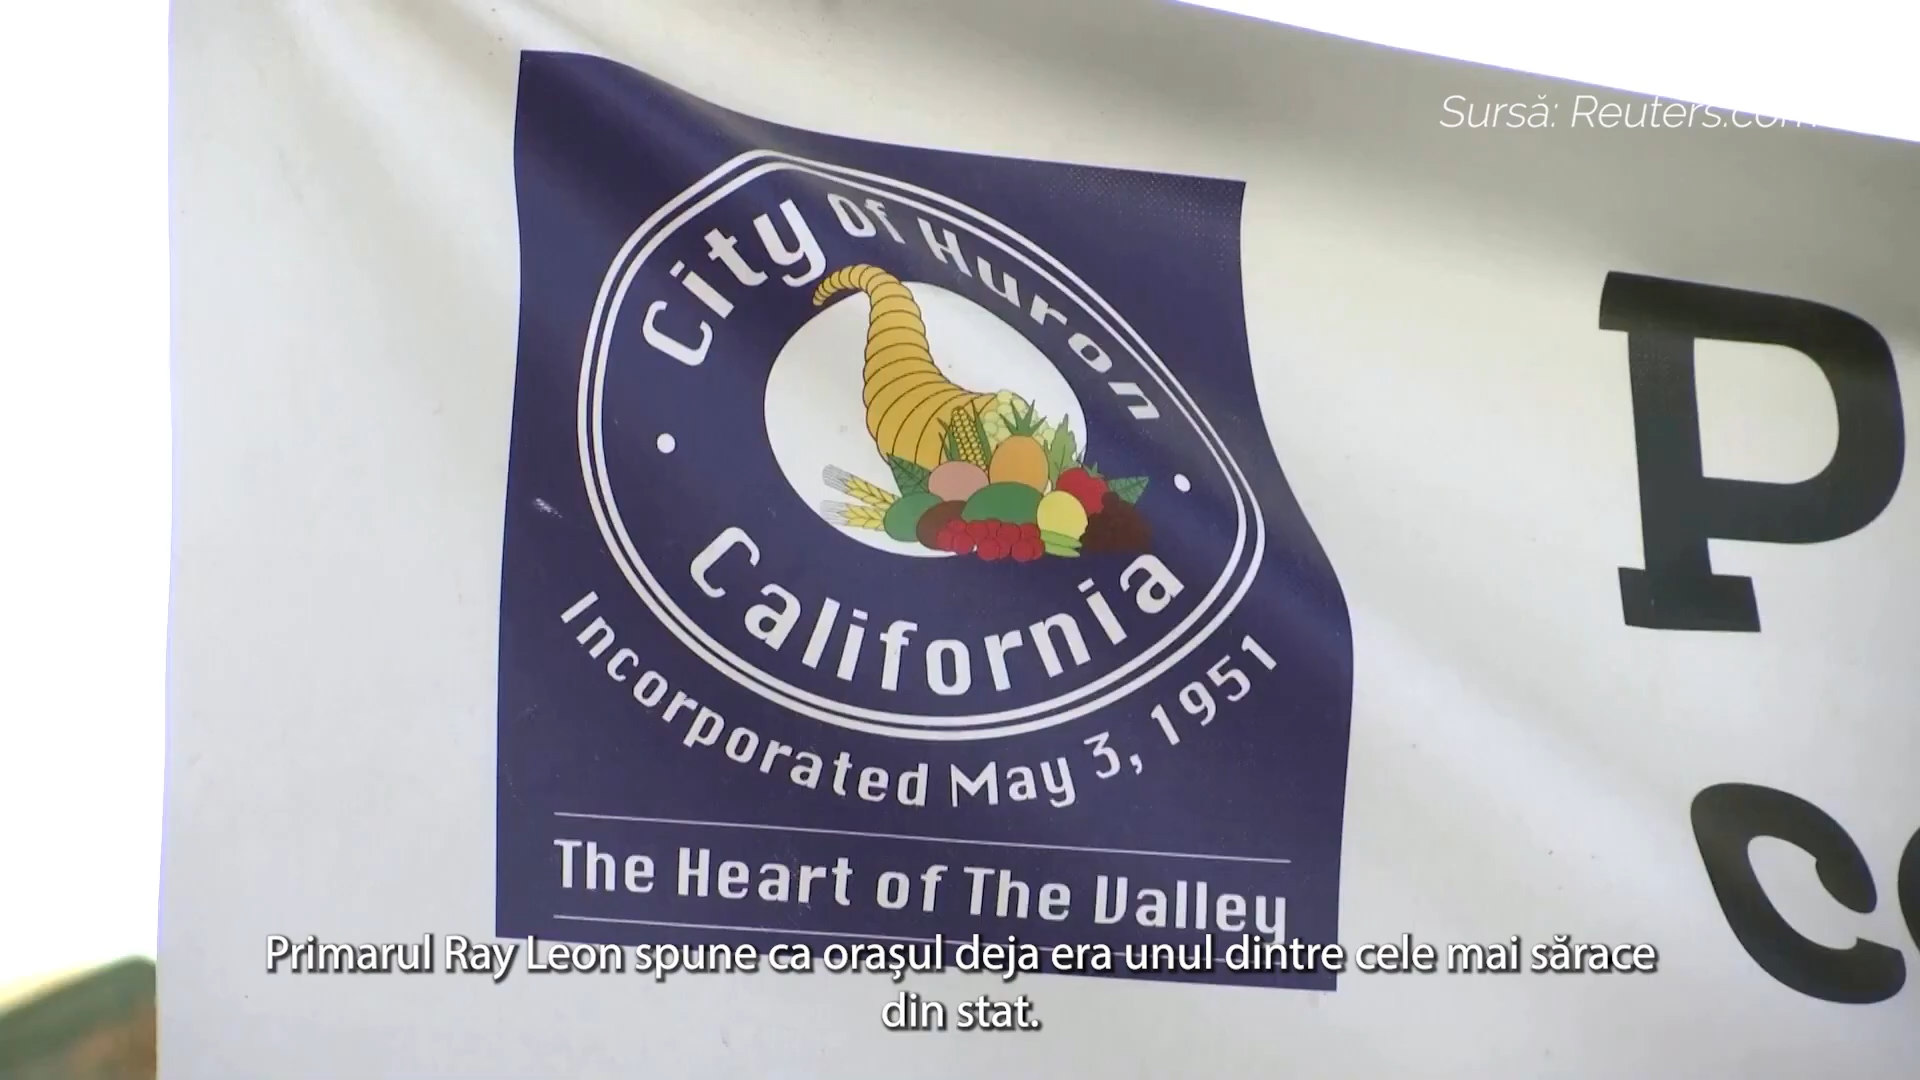 Sursă: Reuters.com
City Of Huron
California
Incorporated May 3, 1951
The Heart of The Valley
P
Primarul Ray Leon spune ca orașul deja era unul dintre cele mai sărace
din stat.